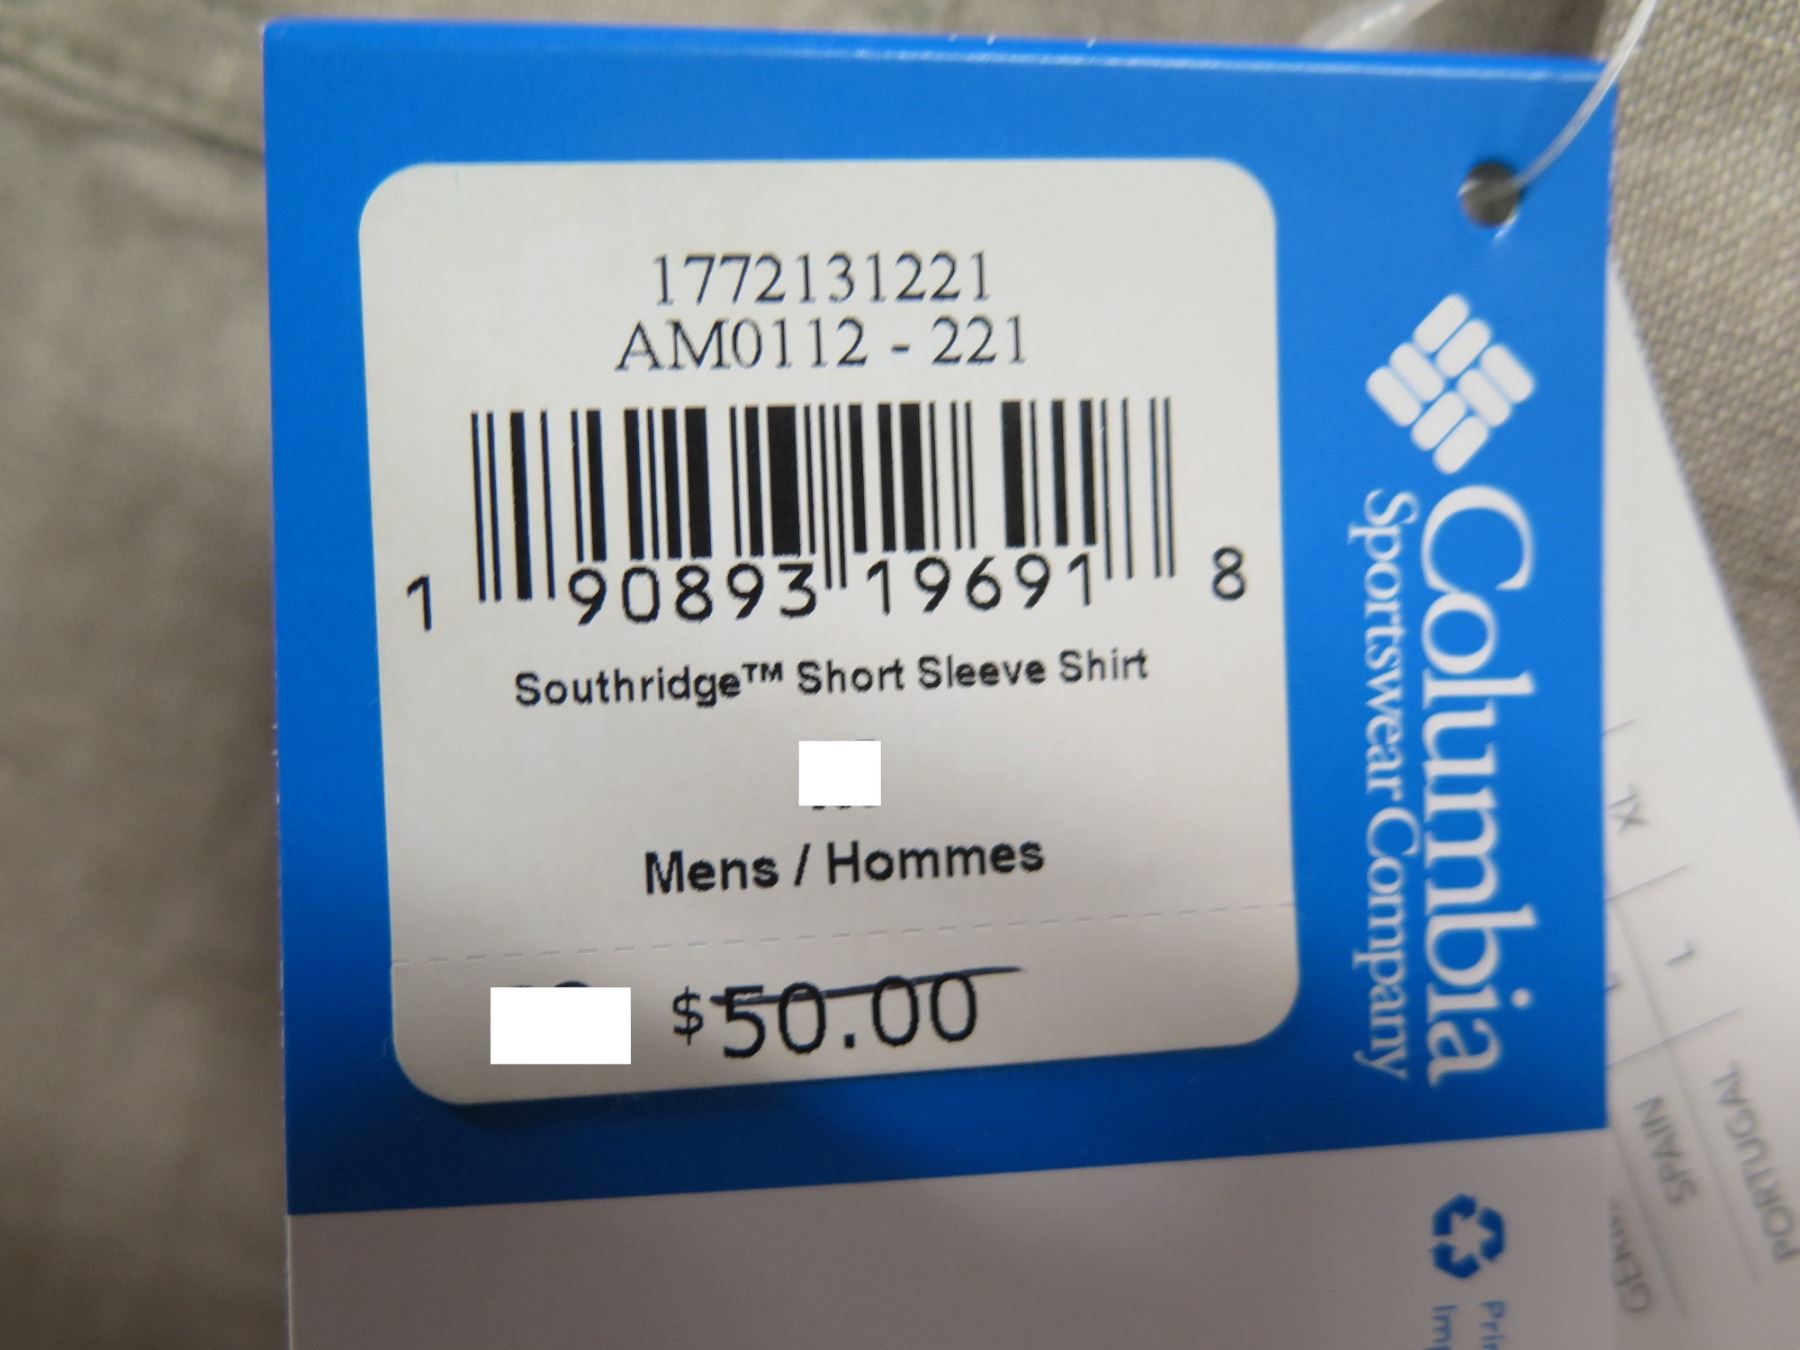 1772131221
AM0112 - 221
1 90893 19691 8
Southridge™ Short Sleeve Shirt
Mens / Hommes
$50.00
Columbia
Sportswear Company
XL
L
SPAIN
PORTUGAL